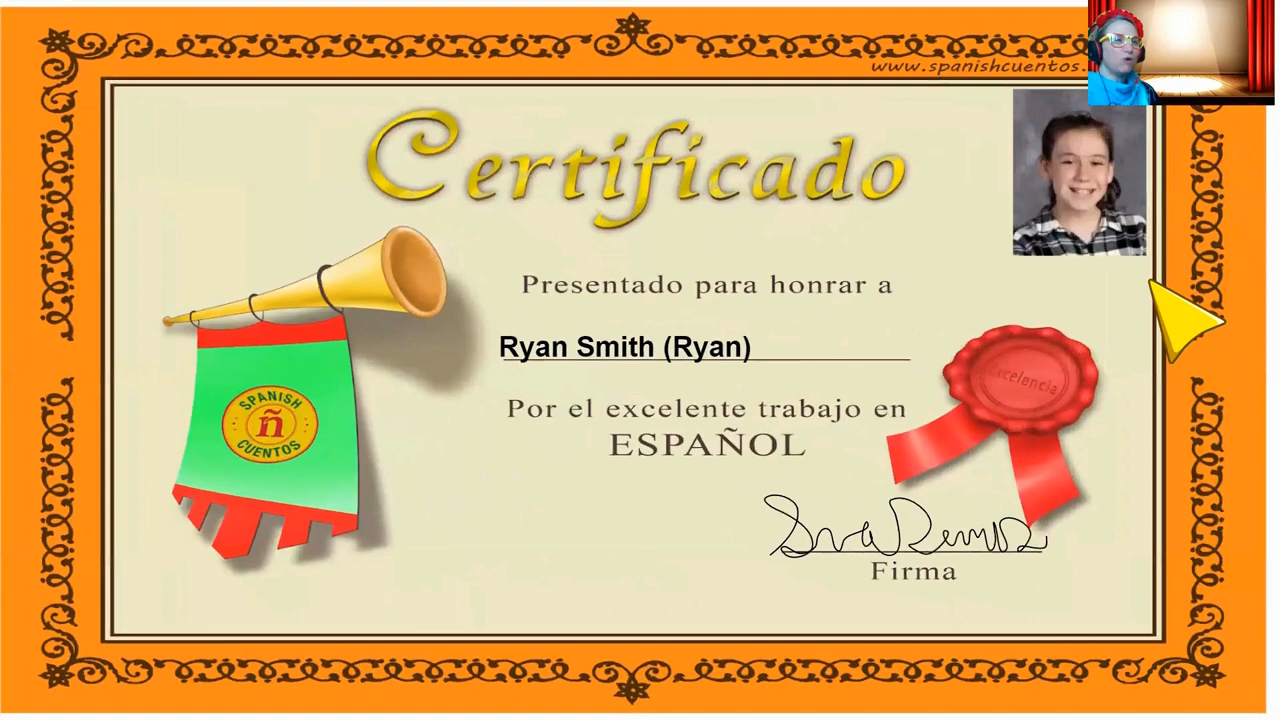 www.spanishcuentos.
Certificado
Presentado para honrar a
Ryan Smith (Ryan)
Por el excelente trabajo en
ESPAÑOL
SPANISH
ñ
CUENTOS
Excelencia
Firma